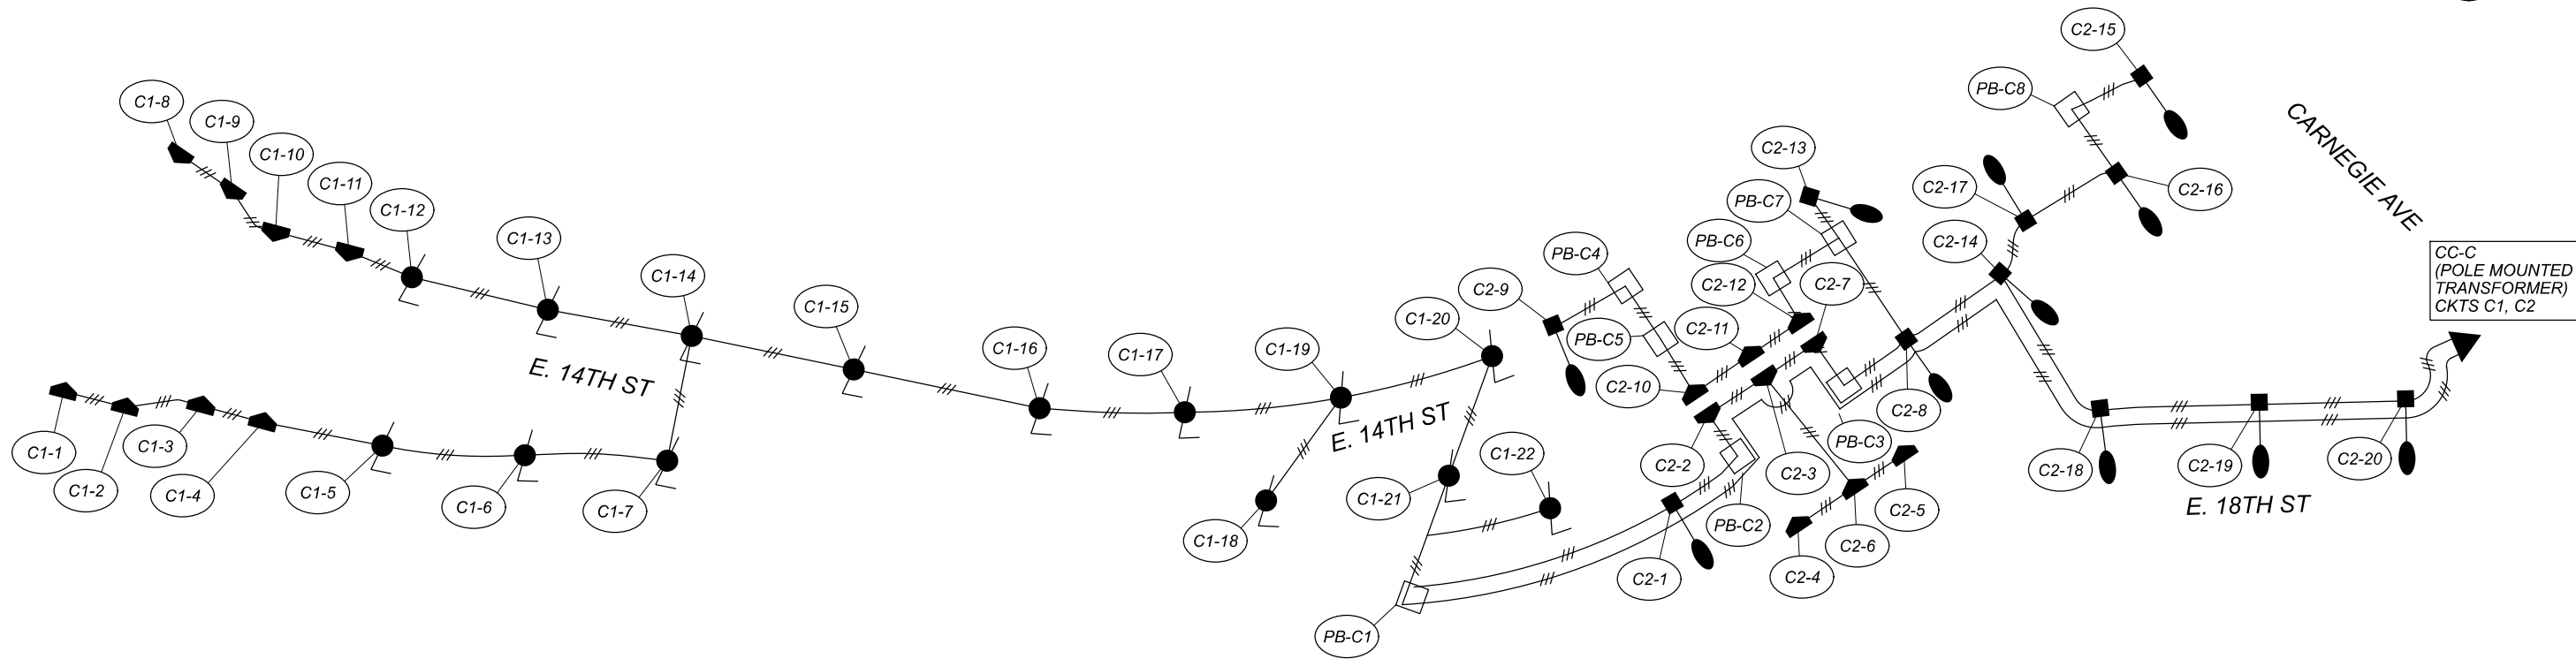 C2-15
PB-C8
C1-8
C1-9
C1-10
C1-11
C1-12
C1-13
C1-14
C1-15
C1-16
C1-17
C1-19
C1-20
C2-9
PB-C4
PB-C5
C2-13
PB-C7
PB-C6
C2-12
C2-7
C2-11
C2-10
C2-17
C2-16
C2-14
CARNEGIE AVE
CC-C
(POLE MOUNTED
TRANSFORMER)
CKTS C1, C2
E. 14TH ST
E. 14TH ST
C1-1
C1-2
C1-3
C1-4
C1-5
C1-6
C1-7
C1-18
C1-21
C1-22
C2-8
PB-C3
C2-2
C2-3
C2-5
PB-C2
C2-6
C2-1
C2-4
C2-18
C2-19
C2-20
E. 18TH ST
PB-C1